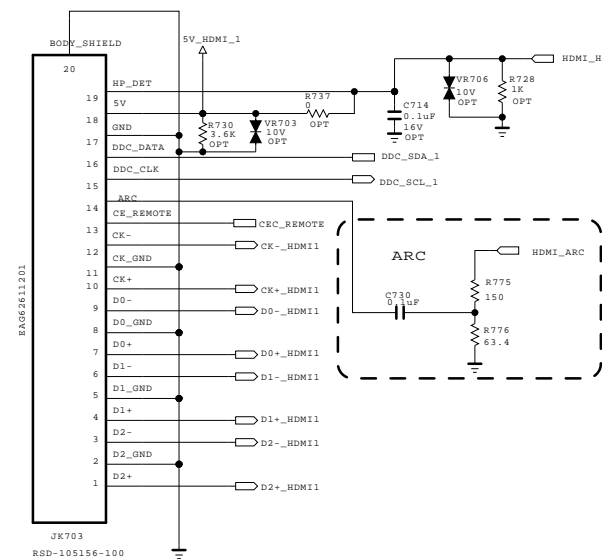 BODY_SHIELD
5V_HDMI_1
20
HP_DET
HDMI_H
19
5V
R737
0
OPT
VR706
10V
OPT
R728
1K
OPT
C714
0.1uF
16V
OPT
18
GND
R730
3.6K
OPT
VR703
10V
OPT
17
DDC_DATA
DDC_SDA_1
16
DDC_CLK
DDC_SCL_1
15
14
ARC
CE_REMOTE
CEC_REMOTE
13
CK-
CK-_HDMI1
12
CK_GND
11
CK+
CK+_HDMI1
10
D0-
D0-_HDMI1
9
D0_GND
8
D0+
D0+_HDMI1
7
D1-
D1-_HDMI1
6
D1_GND
5
D1+
D1+_HDMI1
4
D2-
D2-_HDMI1
3
D2_GND
2
D2+
D2+_HDMI1
1
ARC
HDMI_ARC
R775
150
C730
0.1uF
R776
63.4
EAG62611201
JK703
RSD-105156-100